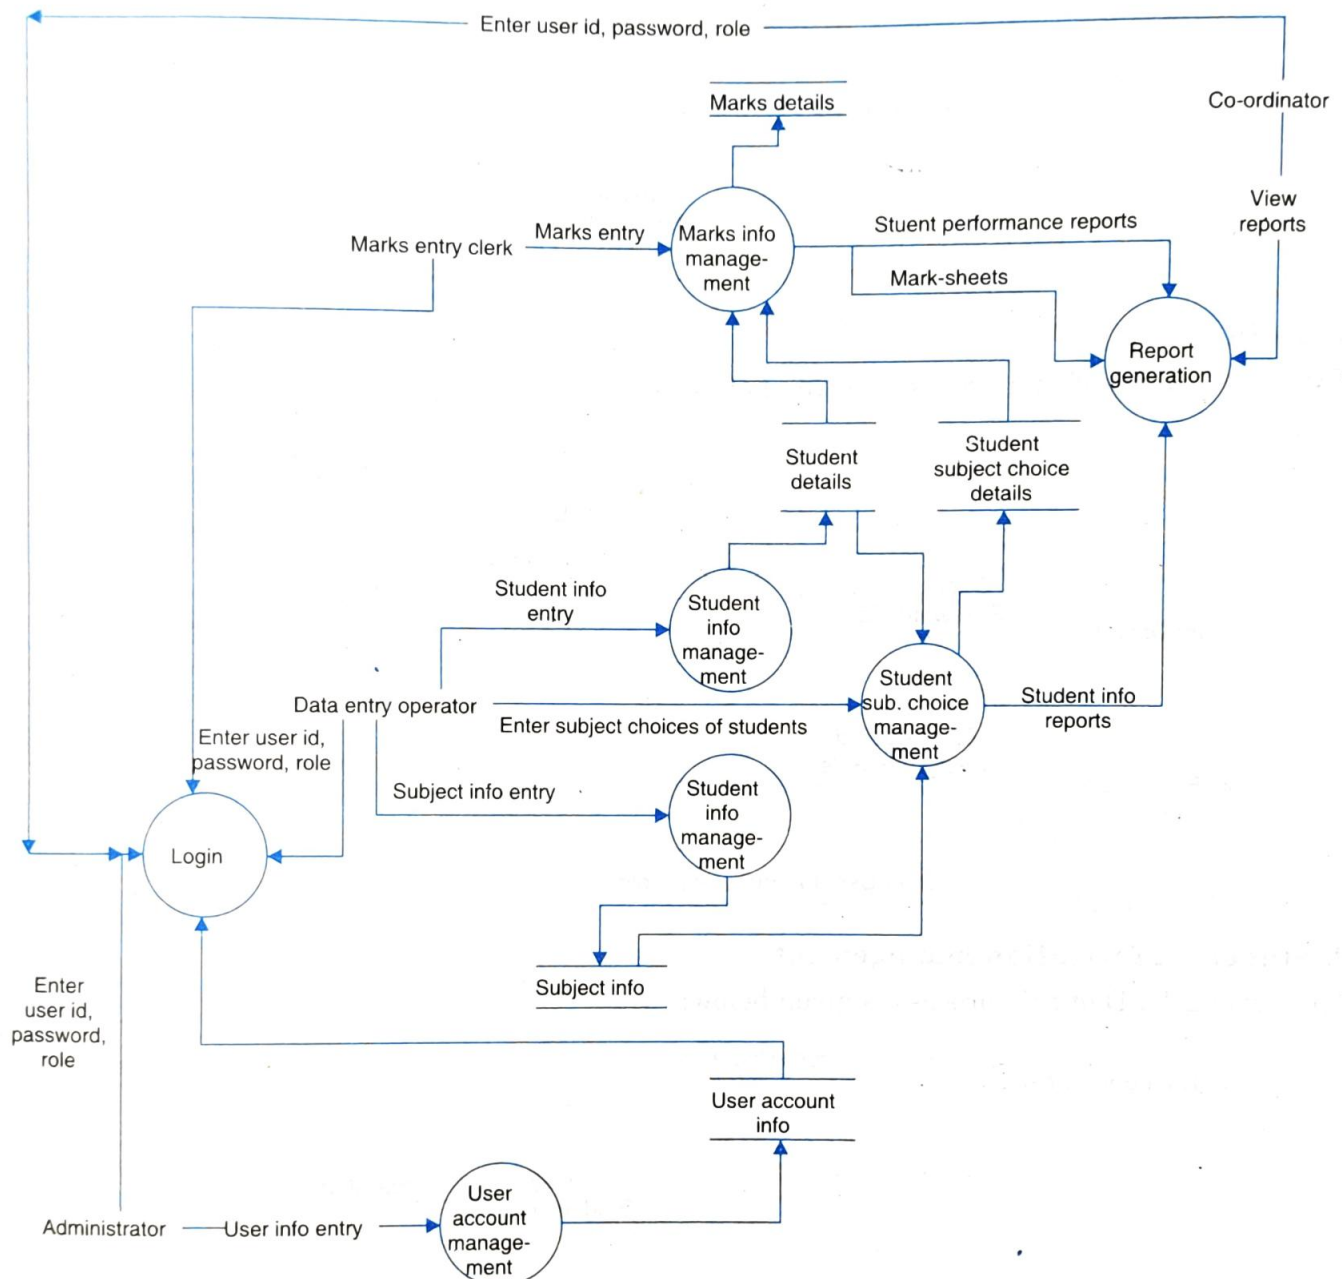 Enter user id, password, role
Marks details
Co-ordinator
View
reports
Marks entry clerk
Marks entry
Marks info
manage-
ment
Stuent performance reports
Mark-sheets
Report
generation
Student
details
Student
subject choice
details
Student info
entry
Student
info
manage-
ment
Data entry operator
Enter subject choices of students
Student
sub. choice
manage-
ment
Student info
reports
Enter user id,
password, role
Subject info entry
Student
info
manage-
ment
Login
Subject info
Enter
user id,
password,
role
User account
info
Administrator
User info entry
User
account
manage-
ment